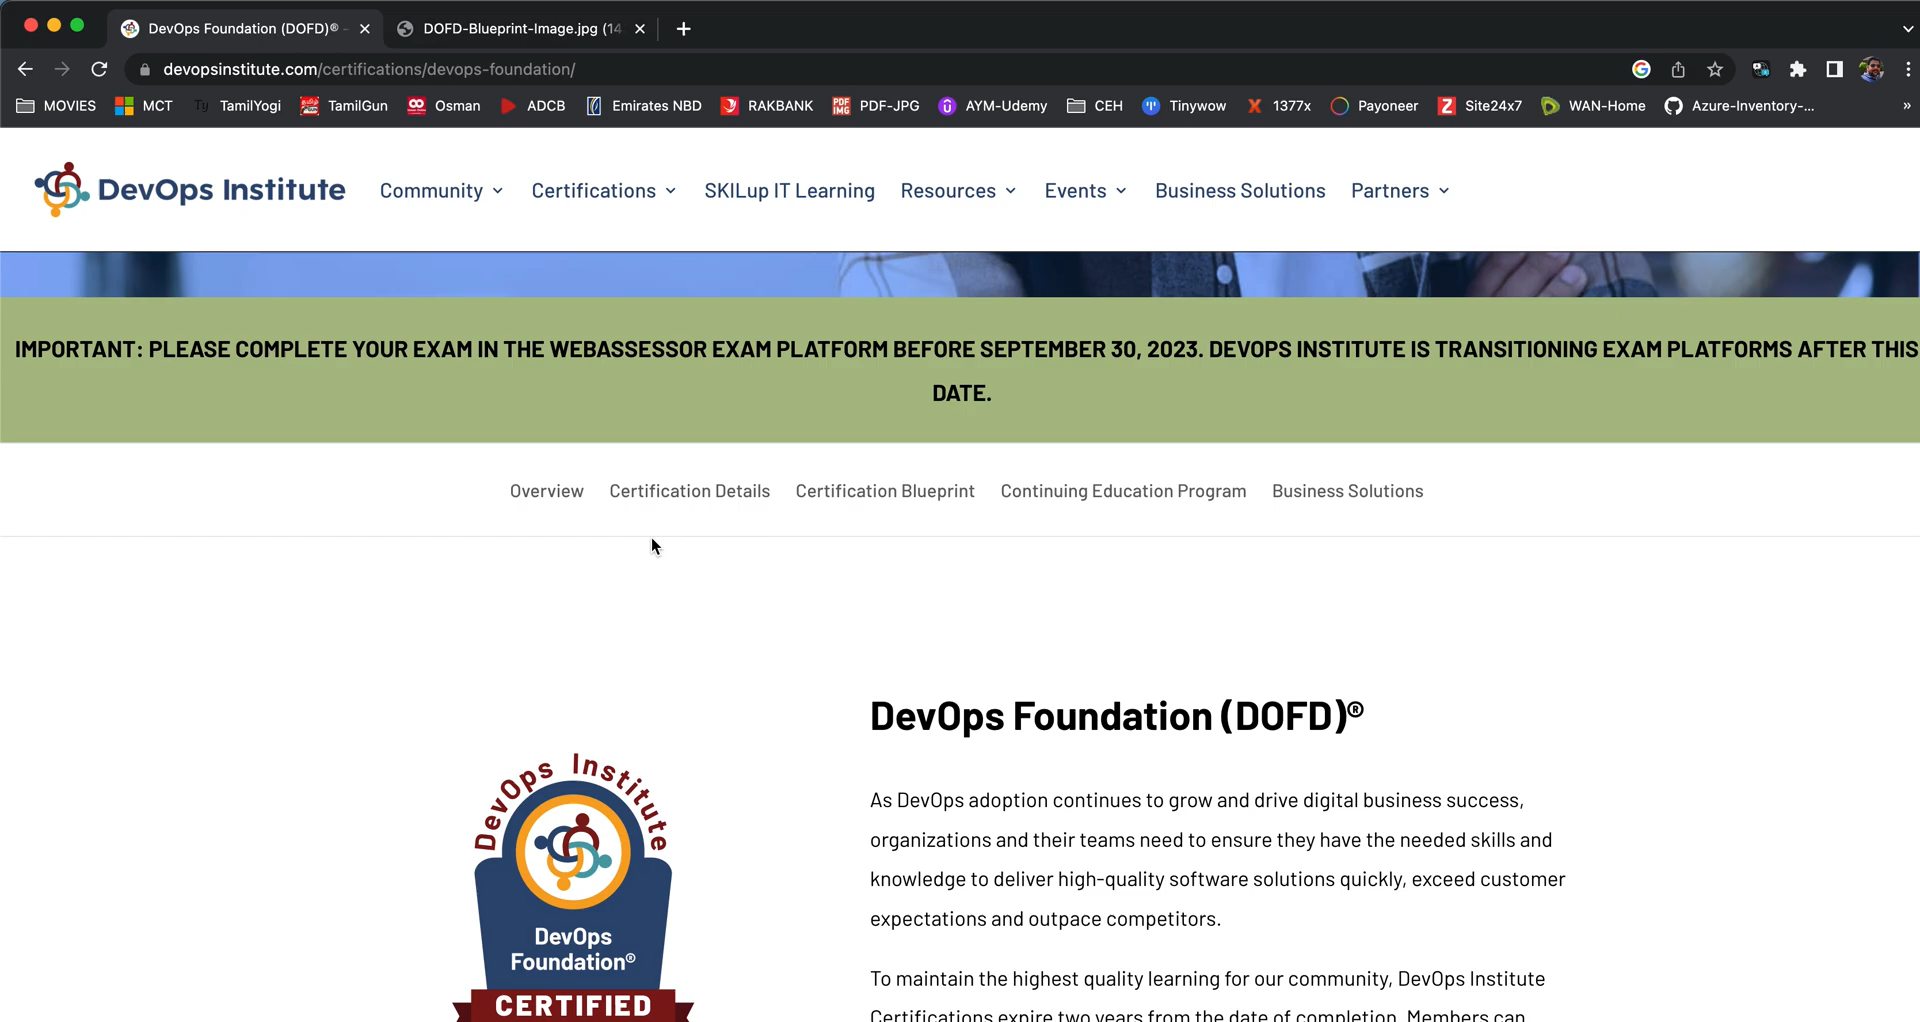 DevOps Foundation (DOFD)® -
DOFD-Blueprint-Image.jpg (14
devopsinstitute.com/certifications/devops-foundation/
MOVIES MCT Ty TamilYogi TamilGun Osman ADCB Emirates NBD RAKBANK PDF-JPG AYM-Udemy CEH Tinywow 1377x Payoneer Site24x7 WAN-Home Azure-Inventory-... »
DevOps Institute Community Certifications SKILup IT Learning Resources Events Business Solutions Partners
IMPORTANT: PLEASE COMPLETE YOUR EXAM IN THE WEBASSESSOR EXAM PLATFORM BEFORE SEPTEMBER 30, 2023. DEVOPS INSTITUTE IS TRANSITIONING EXAM PLATFORMS AFTER THIS
DATE.
Overview Certification Details Certification Blueprint Continuing Education Program Business Solutions
DevOps Institute
DevOps
Foundation®
CERTIFIED
DevOps Foundation (DOFD)®
As DevOps adoption continues to grow and drive digital business success,
organizations and their teams need to ensure they have the needed skills and
knowledge to deliver high-quality software solutions quickly, exceed customer
expectations and outpace competitors.
To maintain the highest quality learning for our community, DevOps Institute
Certifications expire two years from the date of completion. Members can